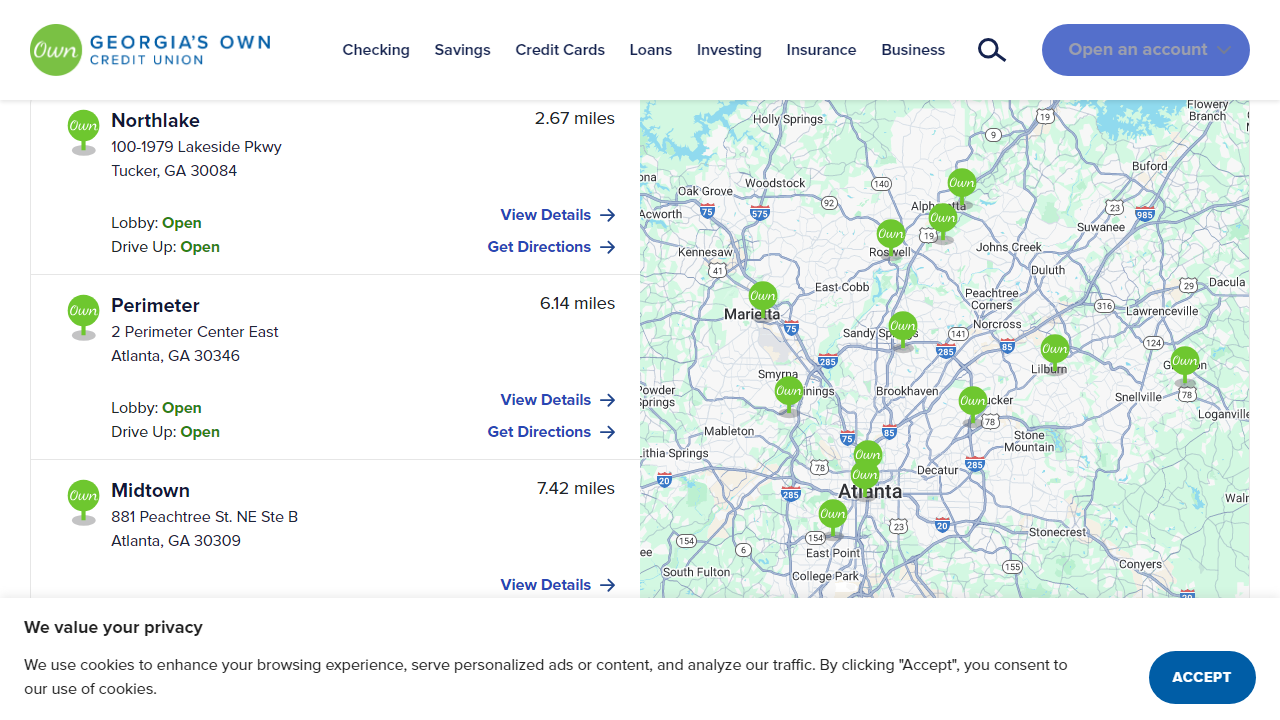 Own GEORGIA'S OWN
CREDIT UNION
Checking Savings Credit Cards Loans Investing Insurance Business
Open an account
Own Northlake 2.67 miles
100-1979 Lakeside Pkwy
Tucker, GA 30084
View Details
Lobby: Open
Drive Up: Open Get Directions
Own Perimeter 6.14 miles
2 Perimeter Center East
Atlanta, GA 30346
View Details
Lobby: Open
Drive Up: Open Get Directions
Own Midtown 7.42 miles
881 Peachtree St. NE Ste B
Atlanta, GA 30309
View Details
Flowery
Branch
Holly Springs
19
9
Buford
Woodstock
140
Own
Oak Grove
92
Acworth
75
575
Alpharetta
23
985
Own
Suwanee
Own
19
Kennesaw
Roswell
Johns Creek
41
Duluth
East Cobb
29
Dacula
Own
Peachtree
Corners
316
Lawrenceville
Marietta
75
Own
Norcross
Sandy Springs
141
124
85
285
285
Own
Own
Lilburn
Smyrna
Powder
Springs
Own
Brookhaven
Own
78
Snellville
78
Loganville
Mableton
75
85
Stone
Mountain
Lithia Springs
Own
78
Decatur
285
Own
20
285
Atlanta
Own
23
20
154
154
Stonecrest
6
East Point
155
Conyers
South Fulton
College Park
20
We value your privacy
We use cookies to enhance your browsing experience, serve personalized ads or content, and analyze our traffic. By clicking "Accept", you consent to
our use of cookies.
ACCEPT